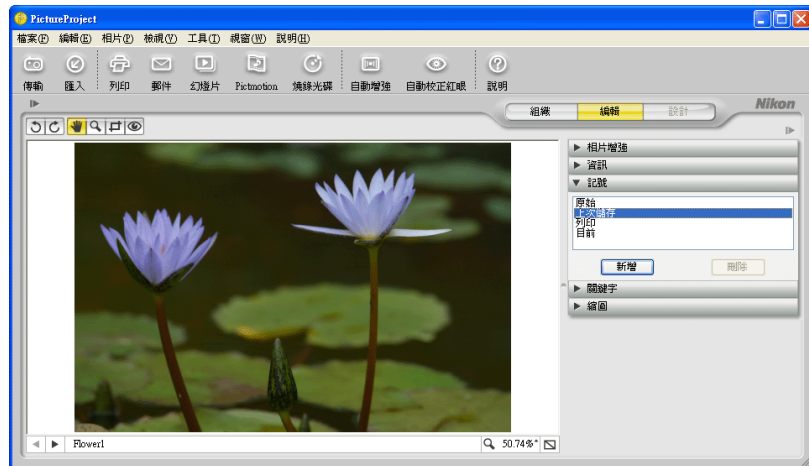 PictureProject
檔案(F) 編輯(E) 相片(P) 檢視(V) 工具(T) 視窗(W) 說明(H)
傳輸 匯入 列印 郵件 幻燈片 Pictmotion 燒錄光碟 自動增強 自動校正紅眼 說明
組織 編輯 設計 Nikon
相片增強
資訊
記號
原始
上次儲存
列印
目前
新增 刪除
關鍵字
縮圖
Flower1 50.74%*